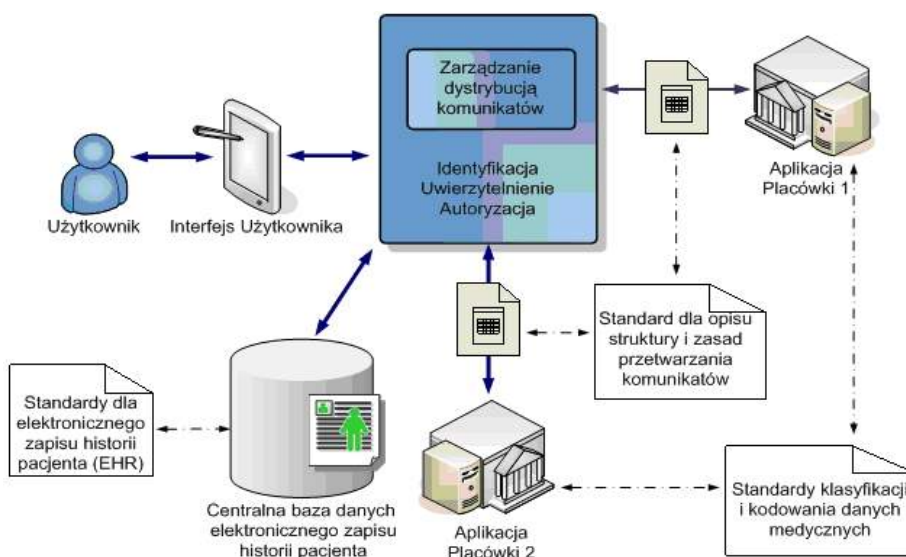 Zarządzanie
dystrybucją
komunikatów
Identyfikacja
Uwierzytelnienie
Autoryzacja
Użytkownik
Interfejs Użytkownika
Aplikacja
Placówki 1
Standard dla opisu
struktury i zasad
przetwarzania
komunikatów
Standardy dla
elektronicznego
zapisu historii
pacjenta (EHR)
Centralna baza danych
elektronicznego zapisu
historii pacjenta
Aplikacja
Placówki 2
Standardy klasyfikacji
i kodowania danych
medycznych